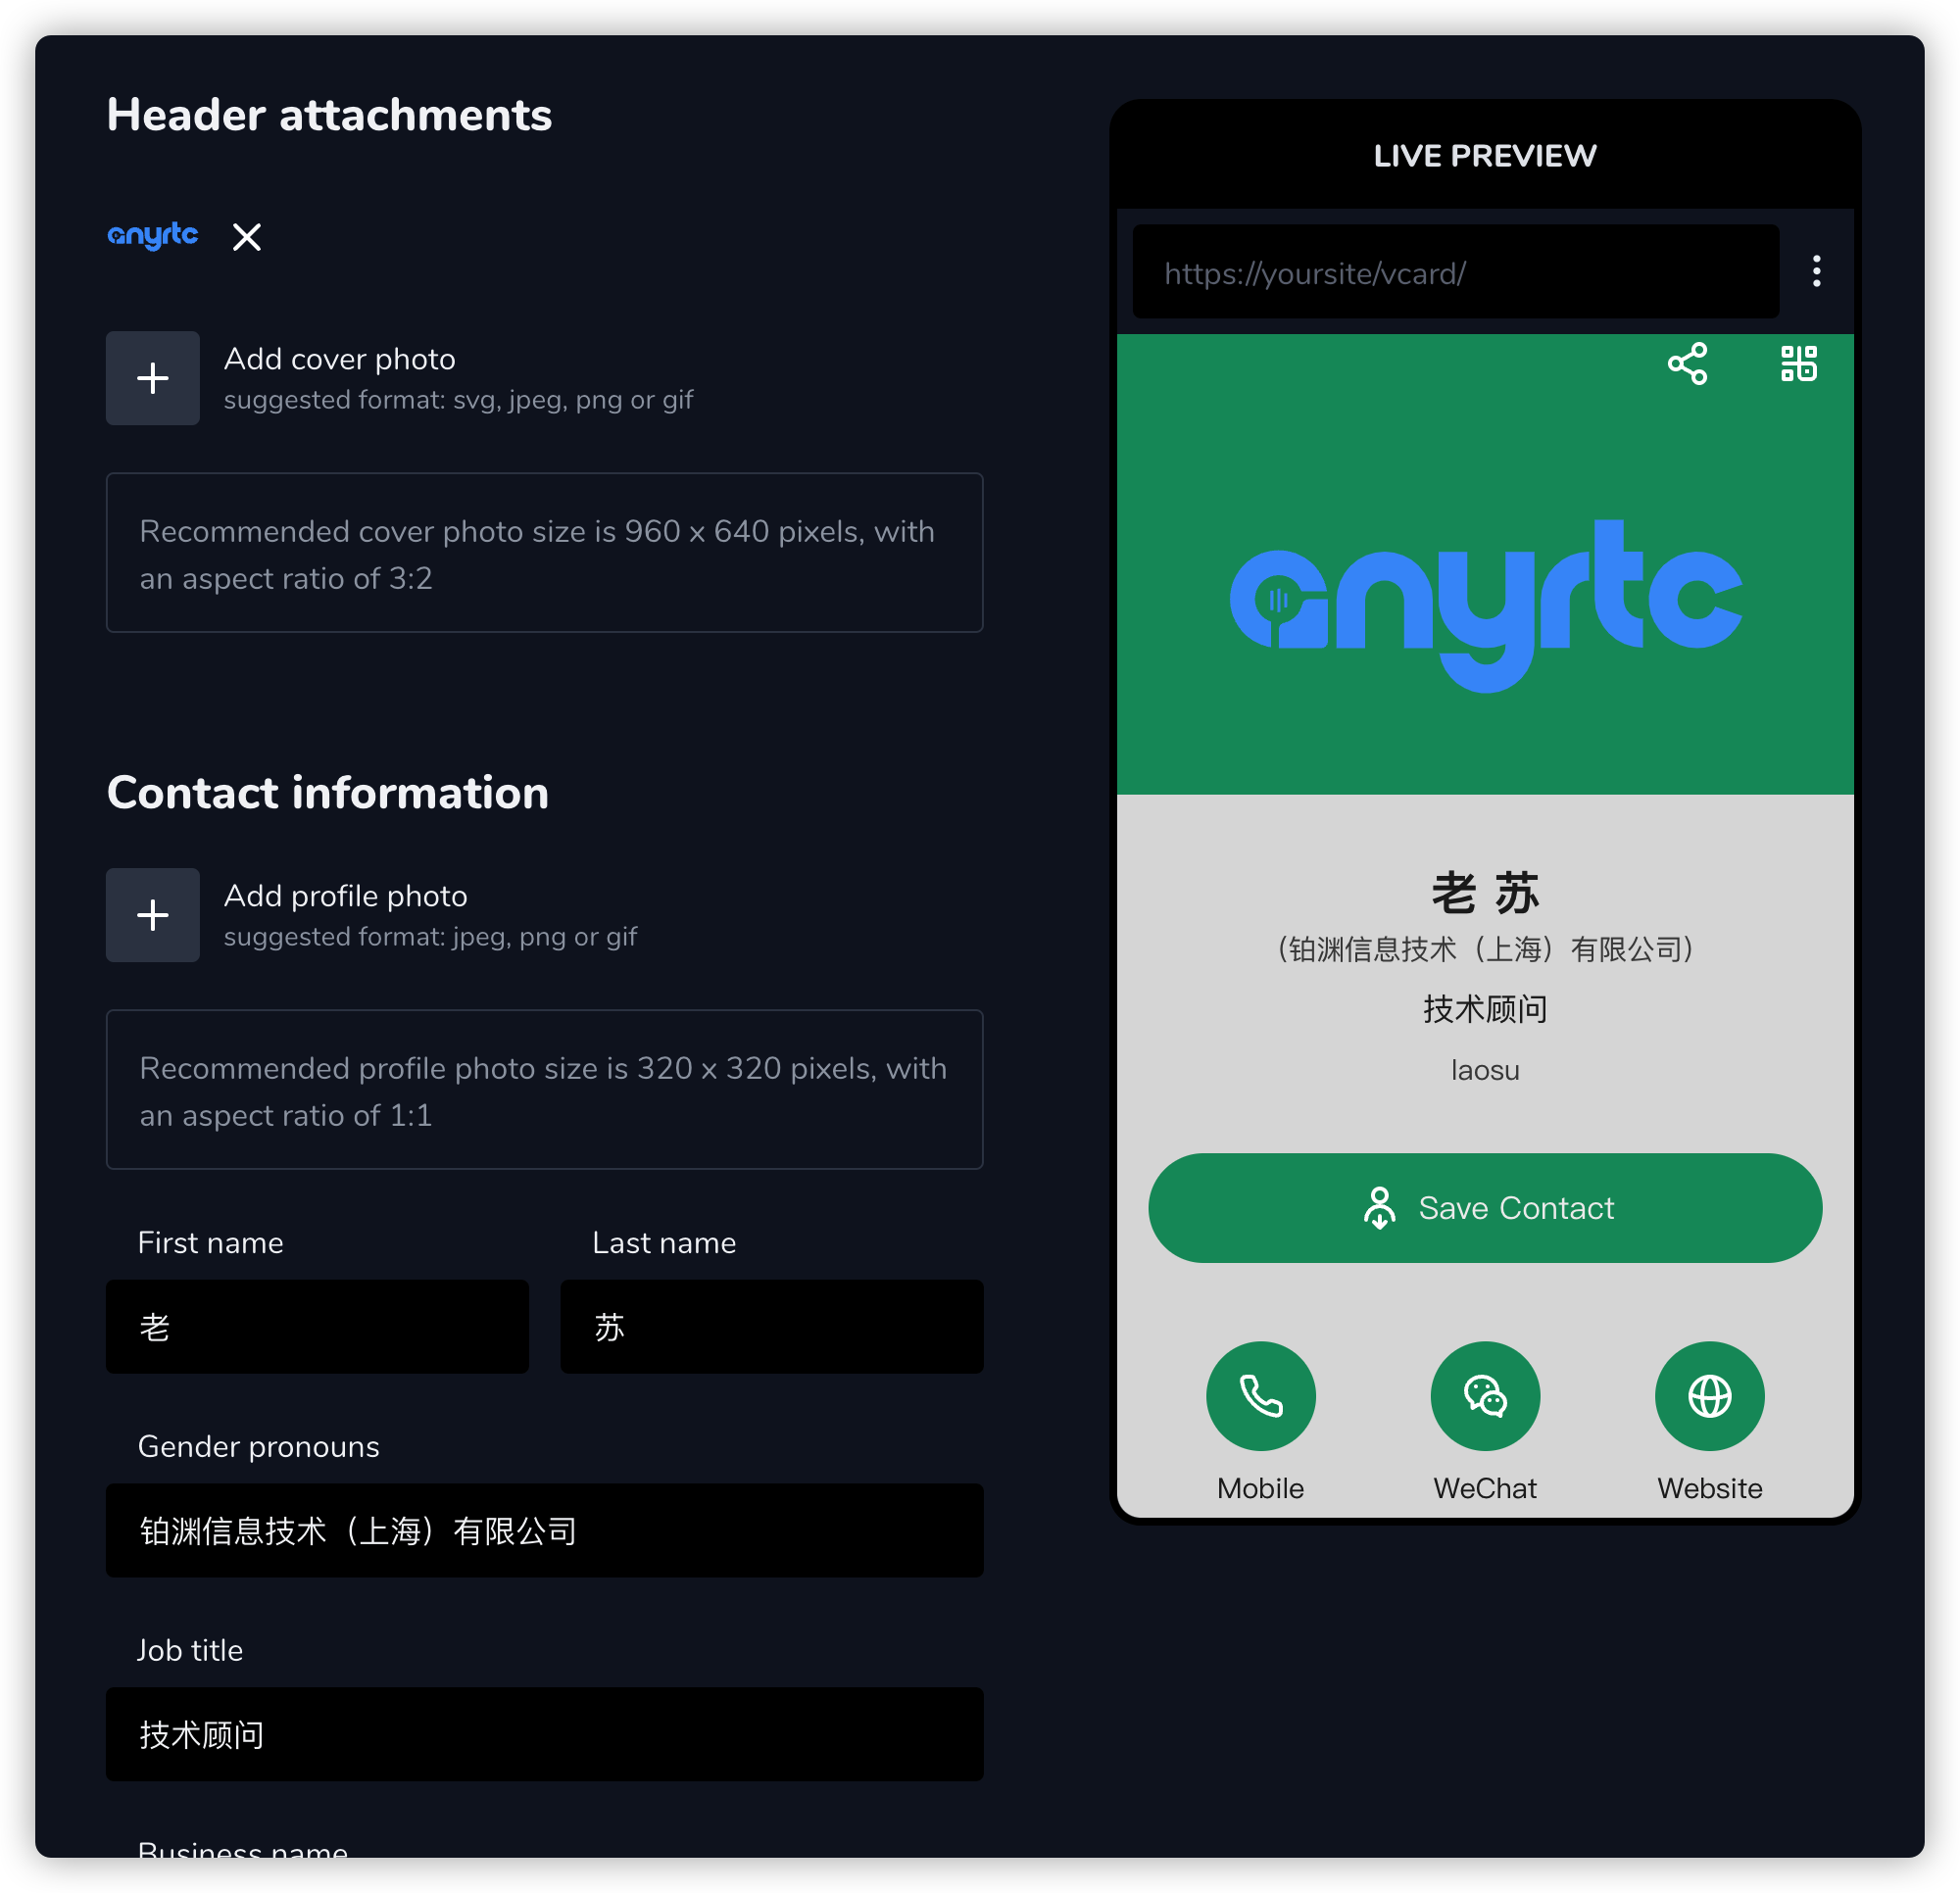 Header attachments
anyrtc
Add cover photo
suggested format: svg, jpeg, png or gif
Recommended cover photo size is 960 x 640 pixels, with
an aspect ratio of 3:2
Contact information
Add profile photo
suggested format: jpeg, png or gif
Recommended profile photo size is 320 x 320 pixels, with
an aspect ratio of 1:1
First name
Last name
老
苏
Gender pronouns
铂渊信息技术（上海）有限公司
Job title
技术顾问
Business name
LIVE PREVIEW
https://yoursite/vcard/
anyrtc
老 苏
（铂渊信息技术（上海）有限公司）
技术顾问
laosu
Save Contact
Mobile
WeChat
Website